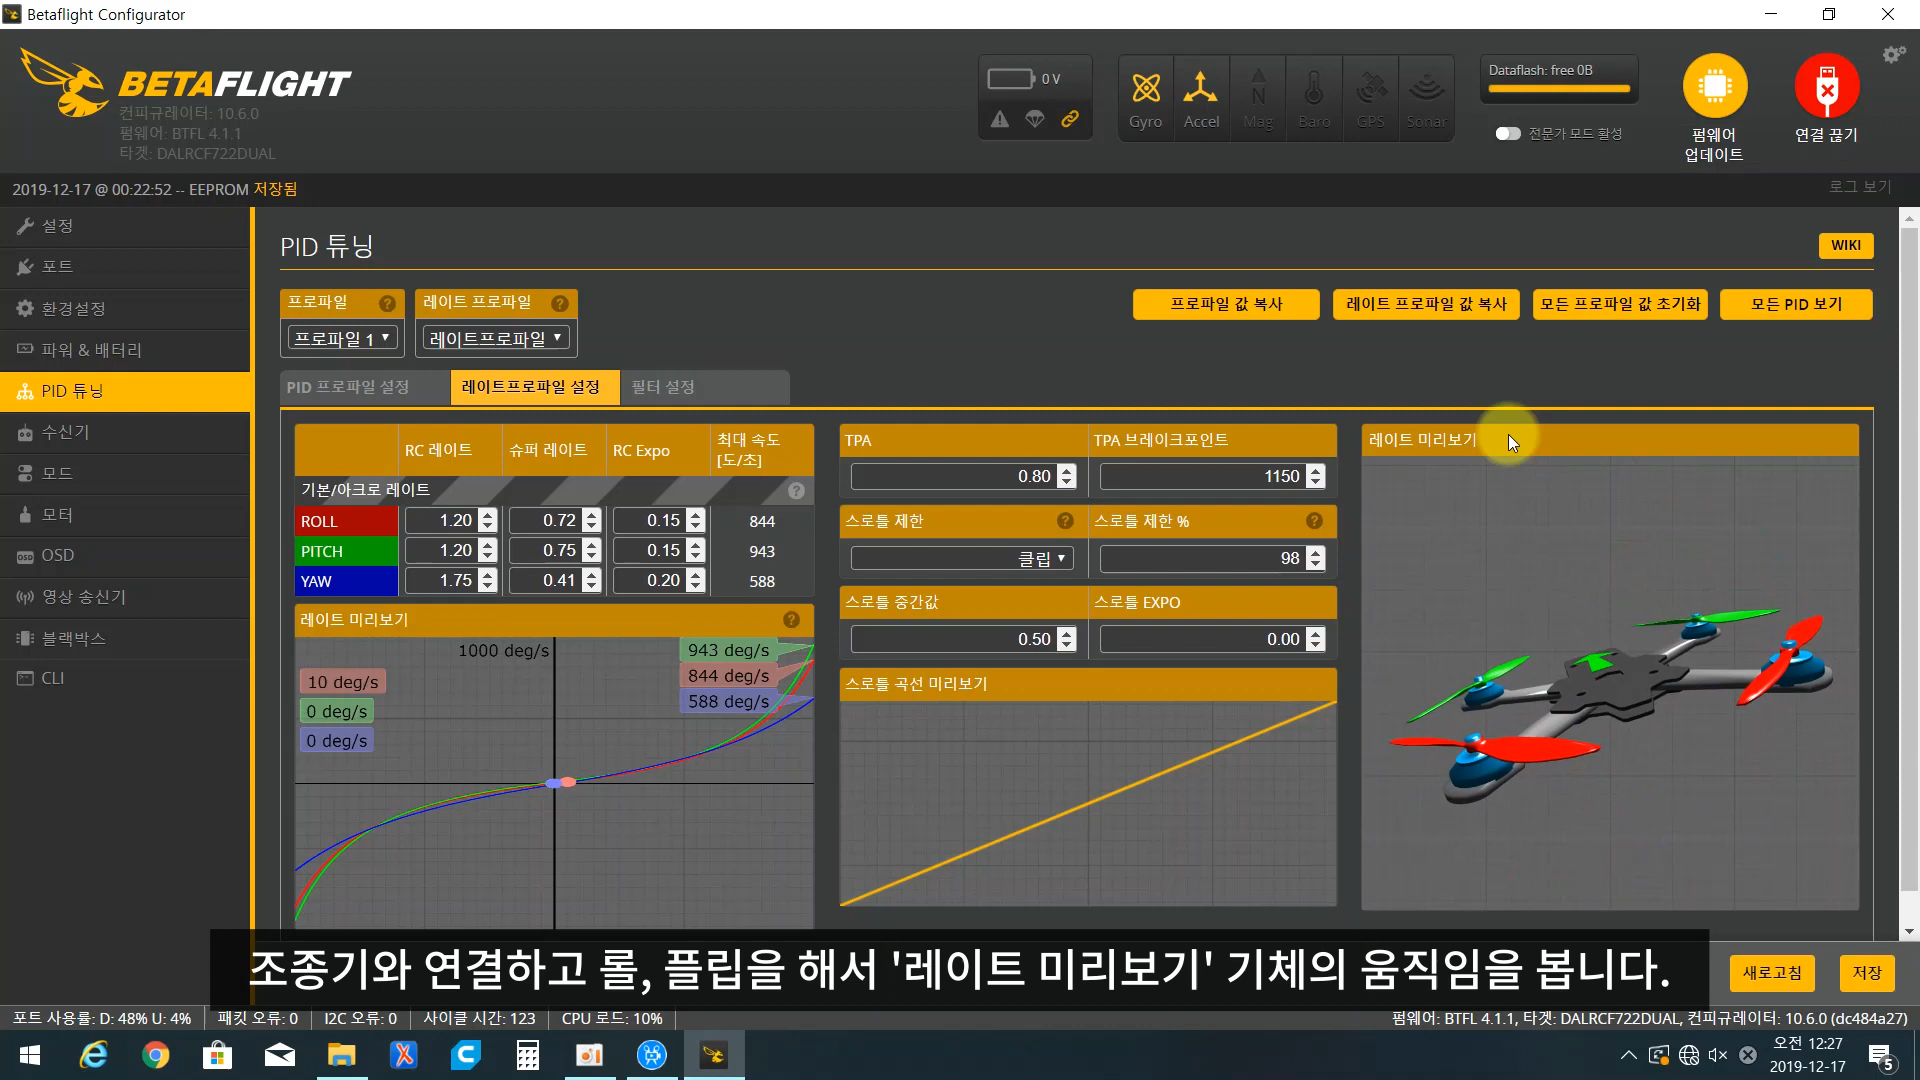 Betaflight Configurator
BETAFLIGHT
컨피규레이터: 10.6.0
펌웨어: BTFL 4.1.1
타겟: DALRCF722DUAL
0 V
Gyro
Accel
Mag
Baro
GPS
Sonar
Dataflash: free 0B
전문가 모드 활성
펌웨어
업데이트
연결 끊기
2019-12-17 @ 00:22:52 -- EEPROM 저장됨
로그 보기
설정
포트
환경설정
파워 & 배터리
PID 튜닝
수신기
모드
모터
OSD
영상 송신기
블랙박스
CLI
PID 튜닝
WIKI
프로파일
레이트 프로파일
프로파일 1
레이트프로파일
프로파일 값 복사
레이트 프로파일 값 복사
모든 프로파일 값 초기화
모든 PID 보기
PID 프로파일 설정
레이트프로파일 설정
필터 설정
RC 레이트
슈퍼 레이트
RC Expo
최대 속도
[도/초]
기본/아크로 레이트
ROLL 1.20 0.72 0.15 844
PITCH 1.20 0.75 0.15 943
YAW 1.75 0.41 0.20 588
레이트 미리보기
1000 deg/s
943 deg/s
844 deg/s
588 deg/s
10 deg/s
0 deg/s
0 deg/s
TPA
TPA 브레이크포인트
0.80
1150
스로틀 제한
스로틀 제한 %
클립
98
스로틀 중간값
스로틀 EXPO
0.50
0.00
스로틀 곡선 미리보기
레이트 미리보기
조종기와 연결하고 롤, 플립을 해서 '레이트 미리보기' 기체의 움직임을 봅니다.
새로고침
저장
포트 사용률: D: 48% U: 4%
패킷 오류: 0
I2C 오류: 0
사이클 시간: 123
CPU 로드: 10%
펌웨어: BTFL 4.1.1, 타겟: DALRCF722DUAL, 컨피규레이터: 10.6.0 (dc484a27)
오전 12:27
2019-12-17
5